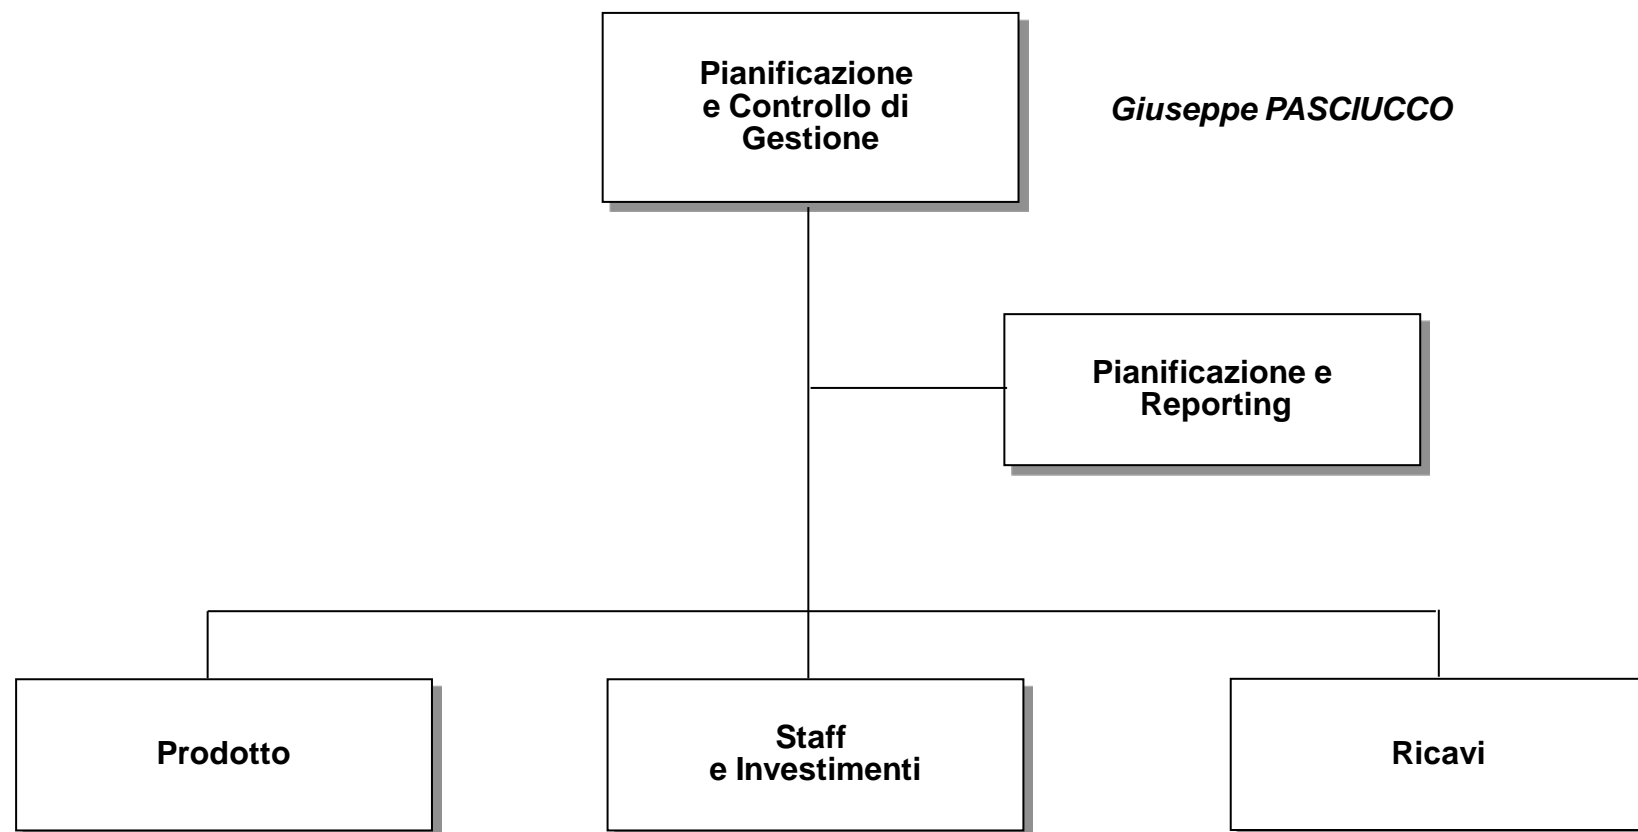 Pianificazione
e Controllo di
Gestione
Giuseppe PASCIUCCO
Pianificazione e
Reporting
Prodotto
Staff
e Investimenti
Ricavi